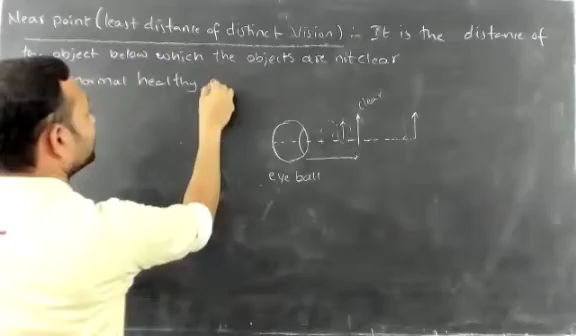 Near point (least distance of distinct Vision) :- It is the distance of
the object below which the objects are not clear
normal healthy
clear
eye ball